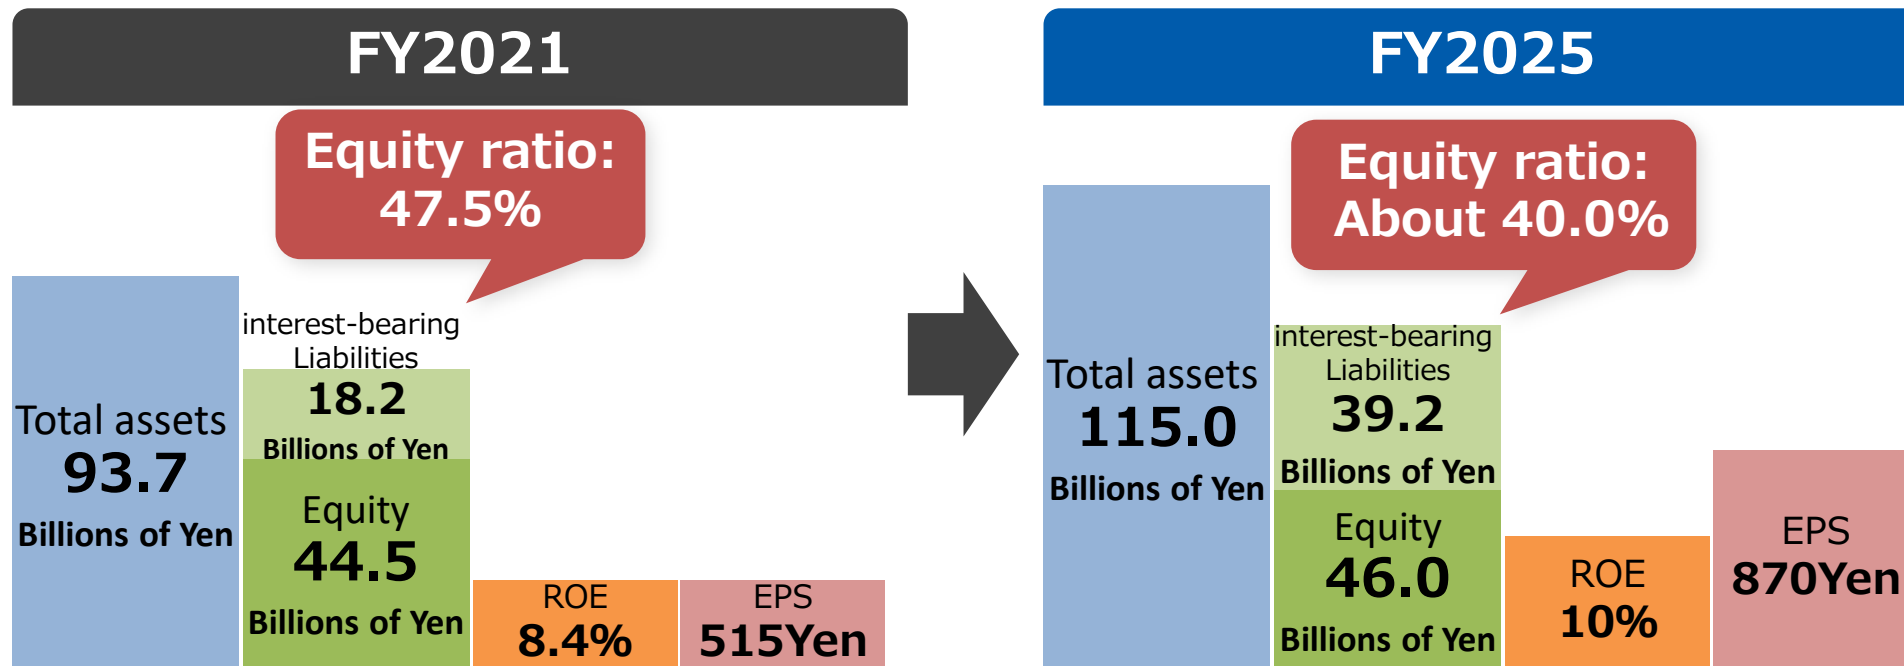 FY2021
Equity ratio:
47.5%
interest-bearing
Liabilities
18.2
Billions of Yen
Total assets
93.7
Billions of Yen
Equity
44.5
Billions of Yen
ROE
8.4%
EPS
515Yen
FY2025
Equity ratio:
About 40.0%
interest-bearing
Liabilities
39.2
Billions of Yen
Total assets
115.0
Billions of Yen
Equity
46.0
Billions of Yen
ROE
10%
EPS
870Yen